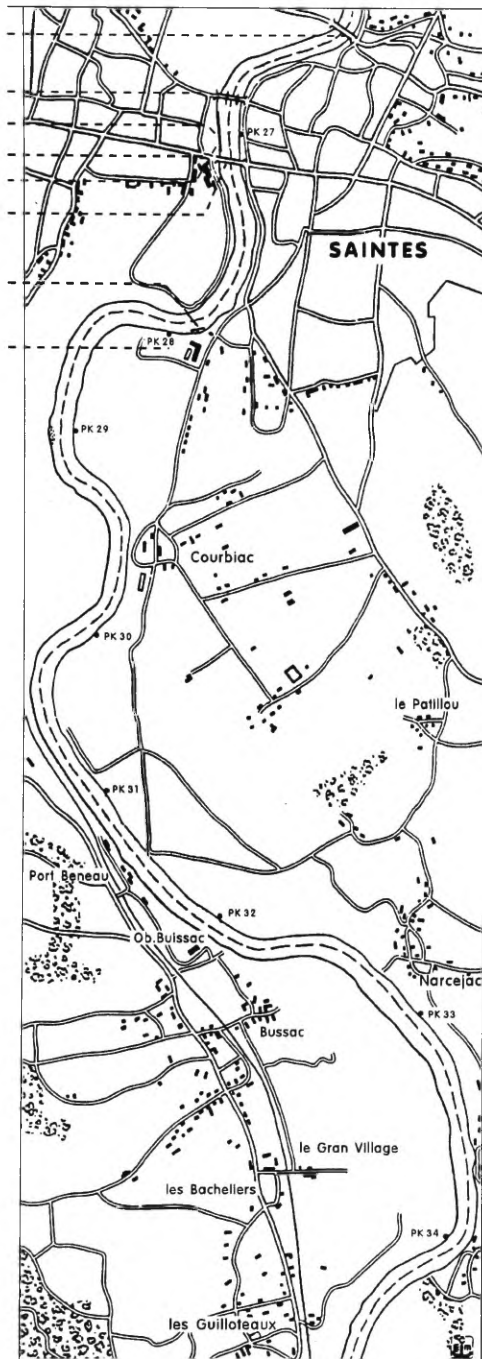 PK 27
SAINTES
PK 28
PK 29
Courbiac
PK 30
le Patillou
PK 31
Port Beneau
PK 32
Ob. Buissac
Narcejac
PK 33
Bussac
le Gran Village
les Bacheliers
PK 34
les Guilloteaux